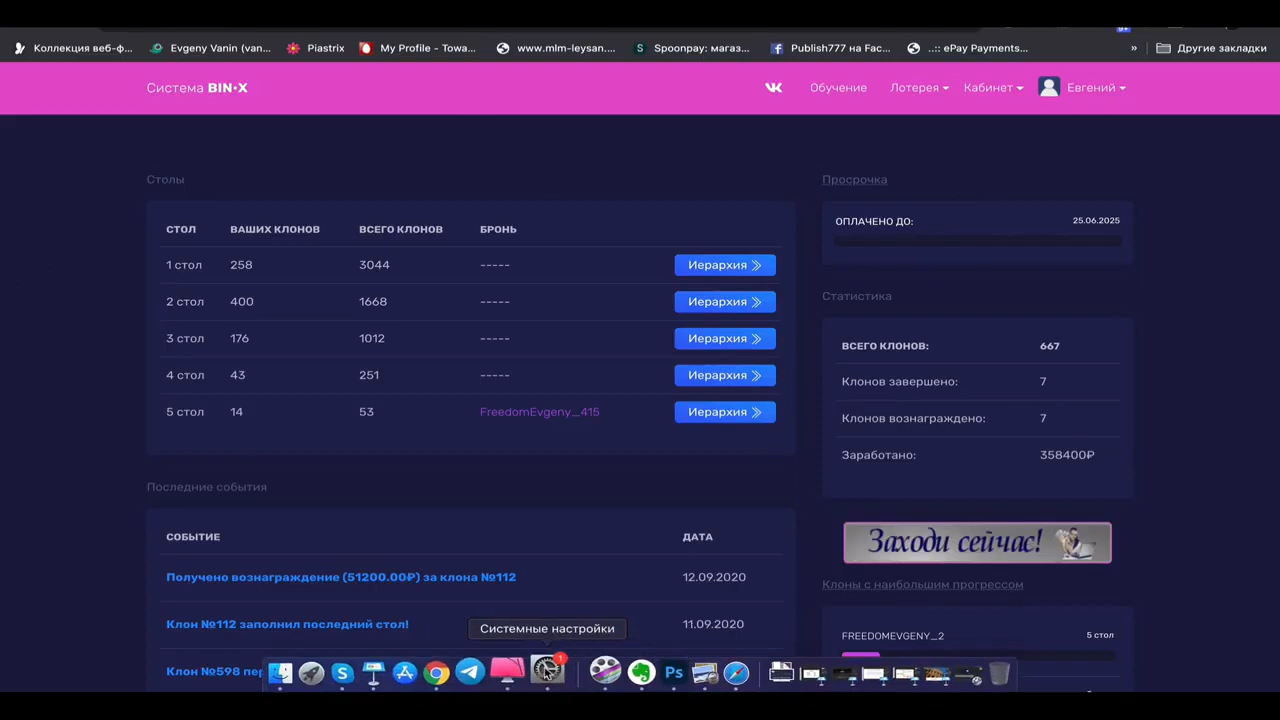 Коллекция веб-ф... Evgeny Vanin (van... Piastrix My Profile - Towa... www.mlm-leysan.... Spoonpay: магаз... Publish777 на Fac... ..:: ePay Payments... » Другие закладки
Система BIN•X Обучение Лотерея Кабинет Евгений
Столы
СТОЛ ВАШИХ КЛОНОВ ВСЕГО КЛОНОВ БРОНЬ
1 стол 258 3044 ----- Иерархия
2 стол 400 1668 ----- Иерархия
3 стол 176 1012 ----- Иерархия
4 стол 43 251 ----- Иерархия
5 стол 14 53 FreedomEvgeny_415 Иерархия
Просрочка
ОПЛАЧЕНО ДО: 25.06.2025
Статистика
ВСЕГО КЛОНОВ: 667
Клонов завершено: 7
Клонов вознаграждено: 7
Заработано: 358400₽
Заходи сейчас!
Клоны с наибольшим прогрессом
FREEDOMEVGENY_2 5 стол
Последние события
СОБЫТИЕ ДАТА
Получено вознаграждение (51200.00₽) за клона №112 12.09.2020
Клон №112 заполнил последний стол! 11.09.2020
Клон №598 пер
Системные настройки
1
Ps